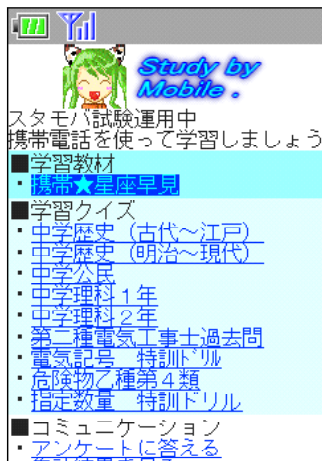 Study by
Mobile .
スタモバ試験運用中
携帯電話を使って学習しましょう
■学習教材
・携帯★星座早見
■学習クイズ
・中学歴史（古代～江戸）
・中学歴史（明治～現代）
・中学公民
・中学理科１年
・中学理科２年
・第二種電気工事士過去問
・電気記号　特訓ﾄﾞﾘﾙ
・危険物乙種第４類
・指定数量　特訓ドリル
■コミュニケーション
・アンケートに答える